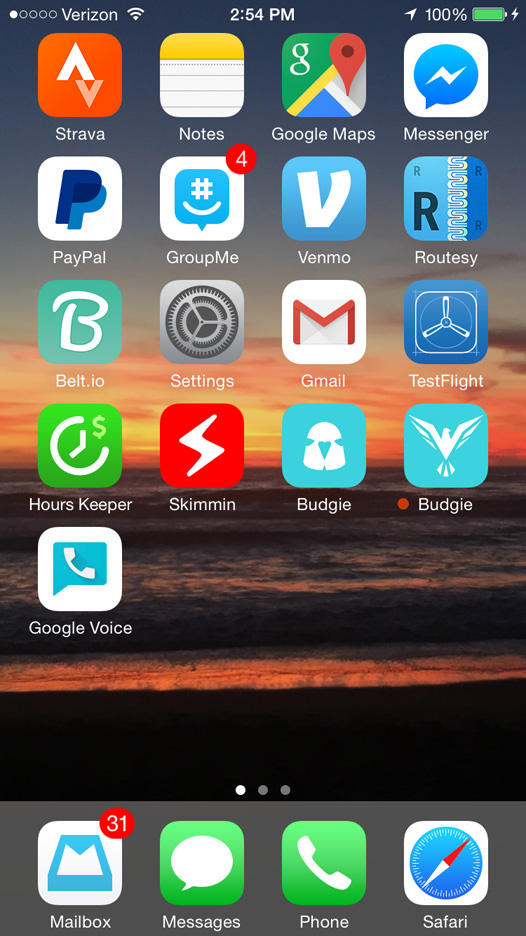 Verizon 2:54 PM 100%
Strava Notes Google Maps Messenger
4
PayPal GroupMe Venmo Routesy
Belt.io Settings Gmail TestFlight
Hours Keeper Skimmin Budgie Budgie
Google Voice
31
Mailbox Messages Phone Safari